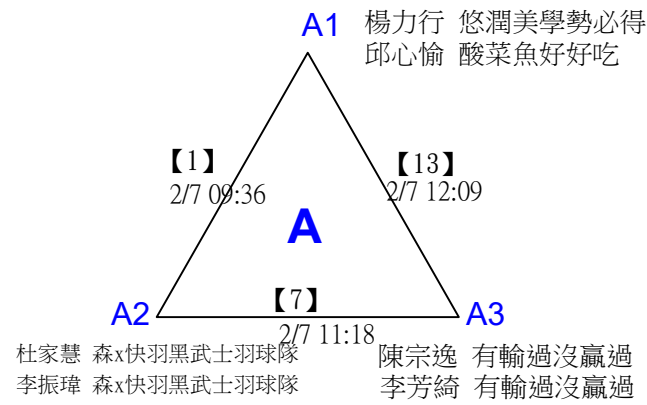 A1
楊力行 悠潤美學勢必得
邱心愉 酸菜魚好好吃
【1】
2/7 09:36
【13】
2/7 12:09
A
【7】
2/7 11:18
A2
A3
杜家慧 森x快羽黑武士羽球隊
李振瑋 森x快羽黑武士羽球隊
陳宗逸 有輸過沒贏過
李芳綺 有輸過沒贏過